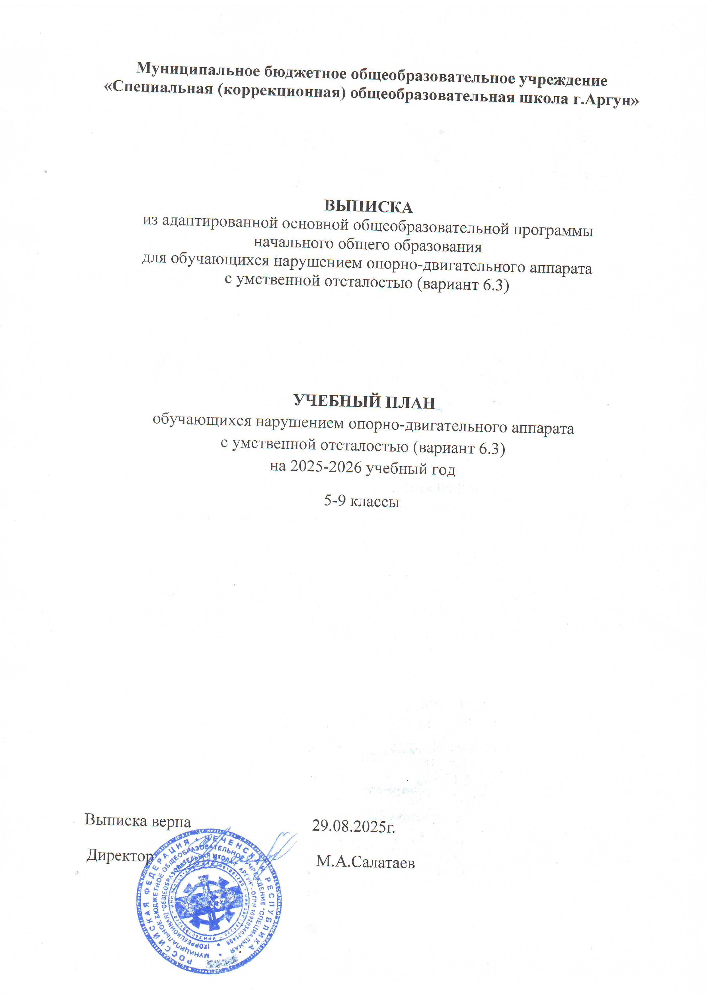 Муниципальное бюджетное общеобразовательное учреждение
«Специальная (коррекционная) общеобразовательная школа г.Аргун»
ВЫПИСКА
из адаптированной основной общеобразовательной программы
начального общего образования
для обучающихся нарушением опорно-двигательного аппарата
с умственной отсталостью (вариант 6.3)
УЧЕБНЫЙ ПЛАН
обучающихся нарушением опорно-двигательного аппарата
с умственной отсталостью (вариант 6.3)
на 2025-2026 учебный год
5-9 классы
Выписка верна 29.08.2025г.
Директор М.А.Салатаев
РОССИЙСКАЯ ФЕДЕРАЦИЯ * ЧЕЧЕНСКАЯ РЕСПУБЛИКА
МУНИЦИПАЛЬНОЕ БЮДЖЕТНОЕ ОБЩЕОБРАЗОВАТЕЛЬНОЕ УЧРЕЖДЕНИЕ "СПЕЦИАЛЬНАЯ
(КОРРЕКЦИОННАЯ) ОБЩЕОБРАЗОВАТЕЛЬНАЯ ШКОЛА Г. АРГУН" * ОГРН 1092034001498